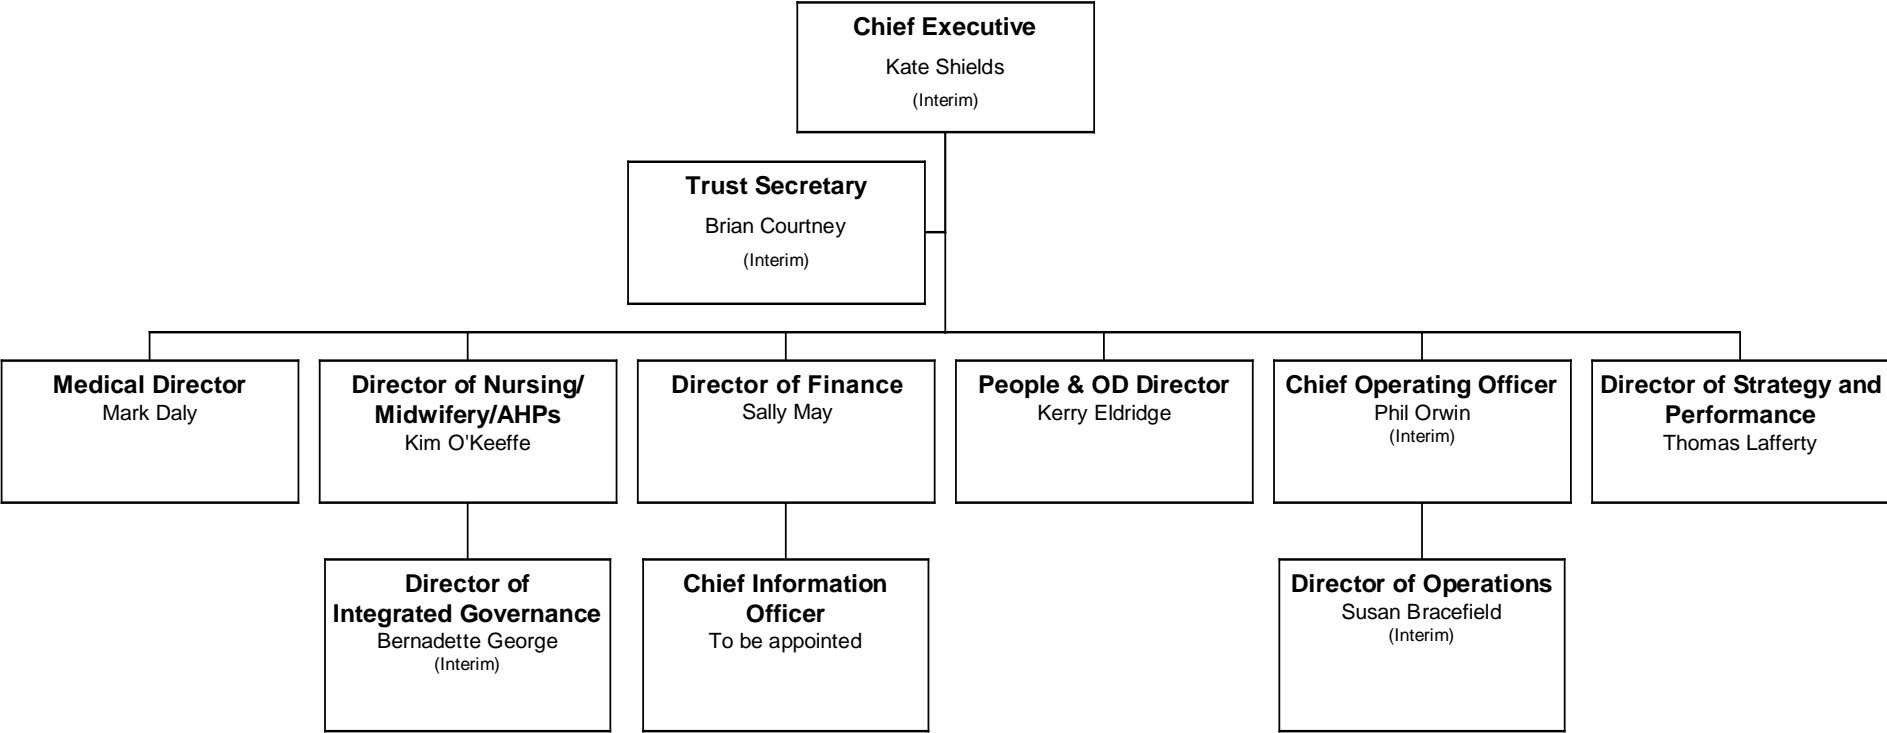 Chief Executive
Kate Shields
(Interim)
Trust Secretary
Brian Courtney
(Interim)
Medical Director
Mark Daly
Director of Nursing/
Midwifery/AHPs
Kim O'Keeffe
Director of Finance
Sally May
People & OD Director
Kerry Eldridge
Chief Operating Officer
Phil Orwin
(Interim)
Director of Strategy and
Performance
Thomas Lafferty
Director of
Integrated Governance
Bernadette George
(Interim)
Chief Information
Officer
To be appointed
Director of Operations
Susan Bracefield
(Interim)